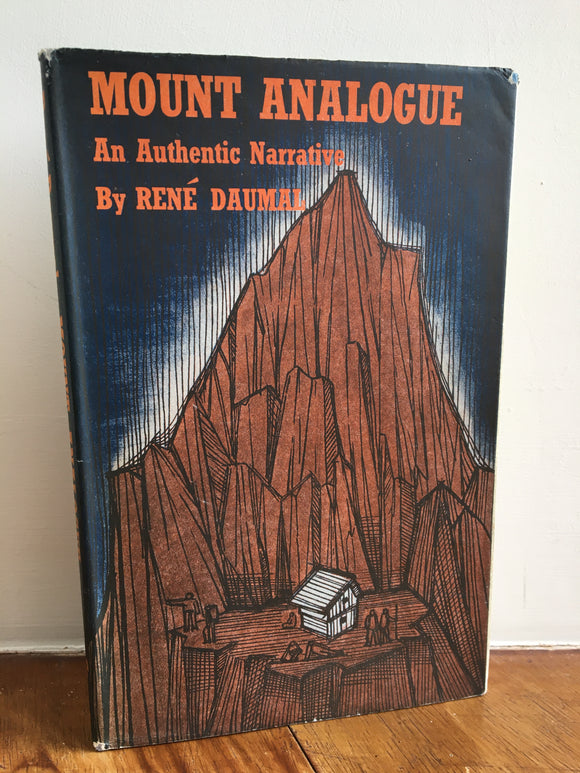 MOUNT ANALOGUE
An Authentic Narrative
By RENÉ DAUMAL